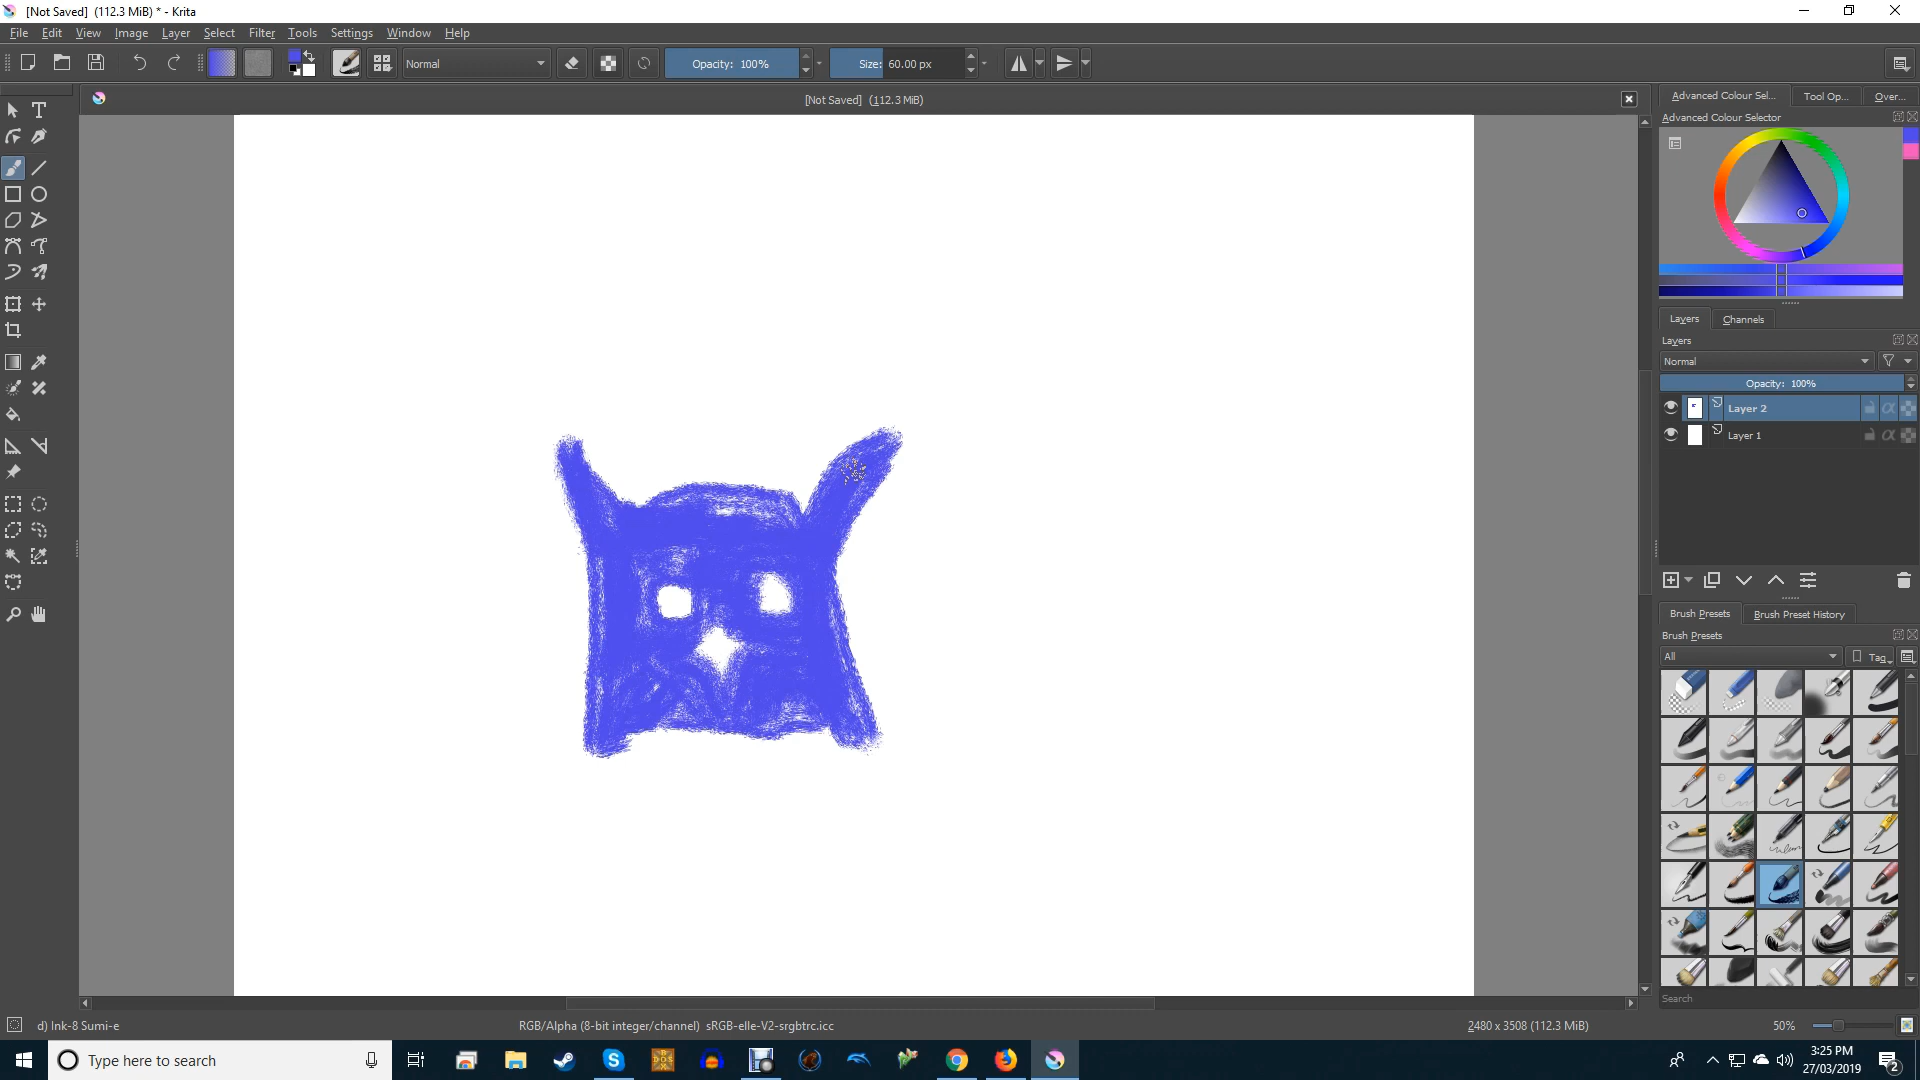 [Not Saved]  (112.3 MiB) * - Krita
File Edit View Image Layer Select Filter Tools Settings Window Help
Normal
Opacity: 100%
Size: 60.00 px
[Not Saved]  (112.3 MiB)
Advanced Colour Sel... Tool Op... Over...
Advanced Colour Selector
Layers Channels
Layers
Normal
Opacity: 100%
Layer 2
Layer 1
Brush Presets Brush Preset History
Brush Presets
All Tag
Search
d) Ink-8 Sumi-e
RGB/Alpha (8-bit integer/channel)  sRGB-elle-V2-srgbtrc.icc
2480 x 3508 (112.3 MiB)
50%
Type here to search
3:25 PM
27/03/2019
2